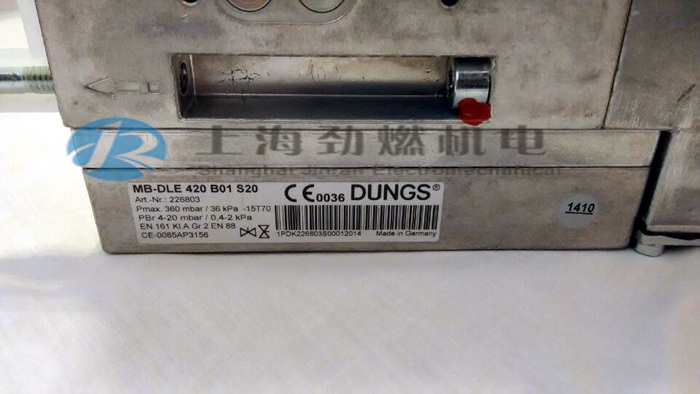 上海劲燃机电
Shanghai Jinran Electromechanical
MB-DLE 420 B01 S20
Art.-Nr.: 226803
Pmax. 360 mbar / 36 kPa -15T70
PBr 4-20 mbar / 0,4-2 kPa
EN 161 Kl.A Gr.2 EN 88
CE-0085AP3156
CE 0036 DUNGS®
1PDK226803S00012014 Made in Germany
1410